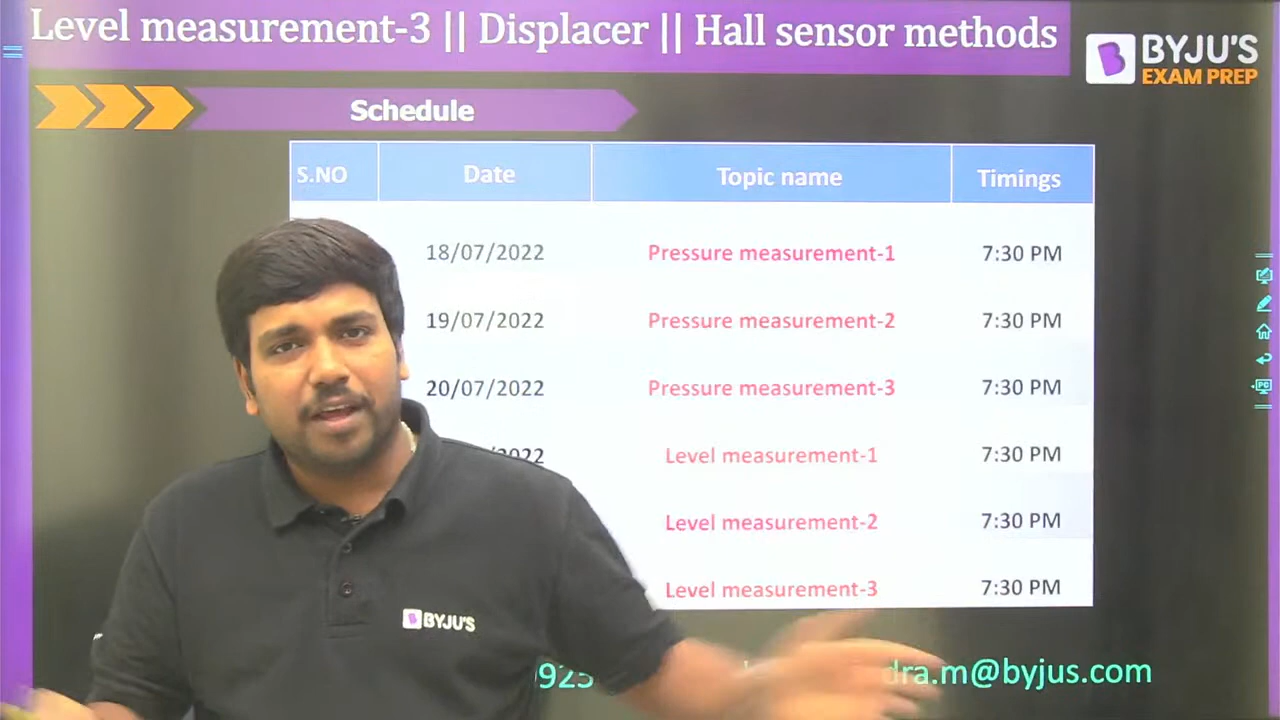 Level measurement-3 || Displacer || Hall sensor methods
BYJU'S
EXAM PREP
Schedule
S.NO Date Topic name Timings
18/07/2022 Pressure measurement-1 7:30 PM
19/07/2022 Pressure measurement-2 7:30 PM
20/07/2022 Pressure measurement-3 7:30 PM
/2022 Level measurement-1 7:30 PM
Level measurement-2 7:30 PM
Level measurement-3 7:30 PM
BYJU'S
dra.m@byjus.com
PC